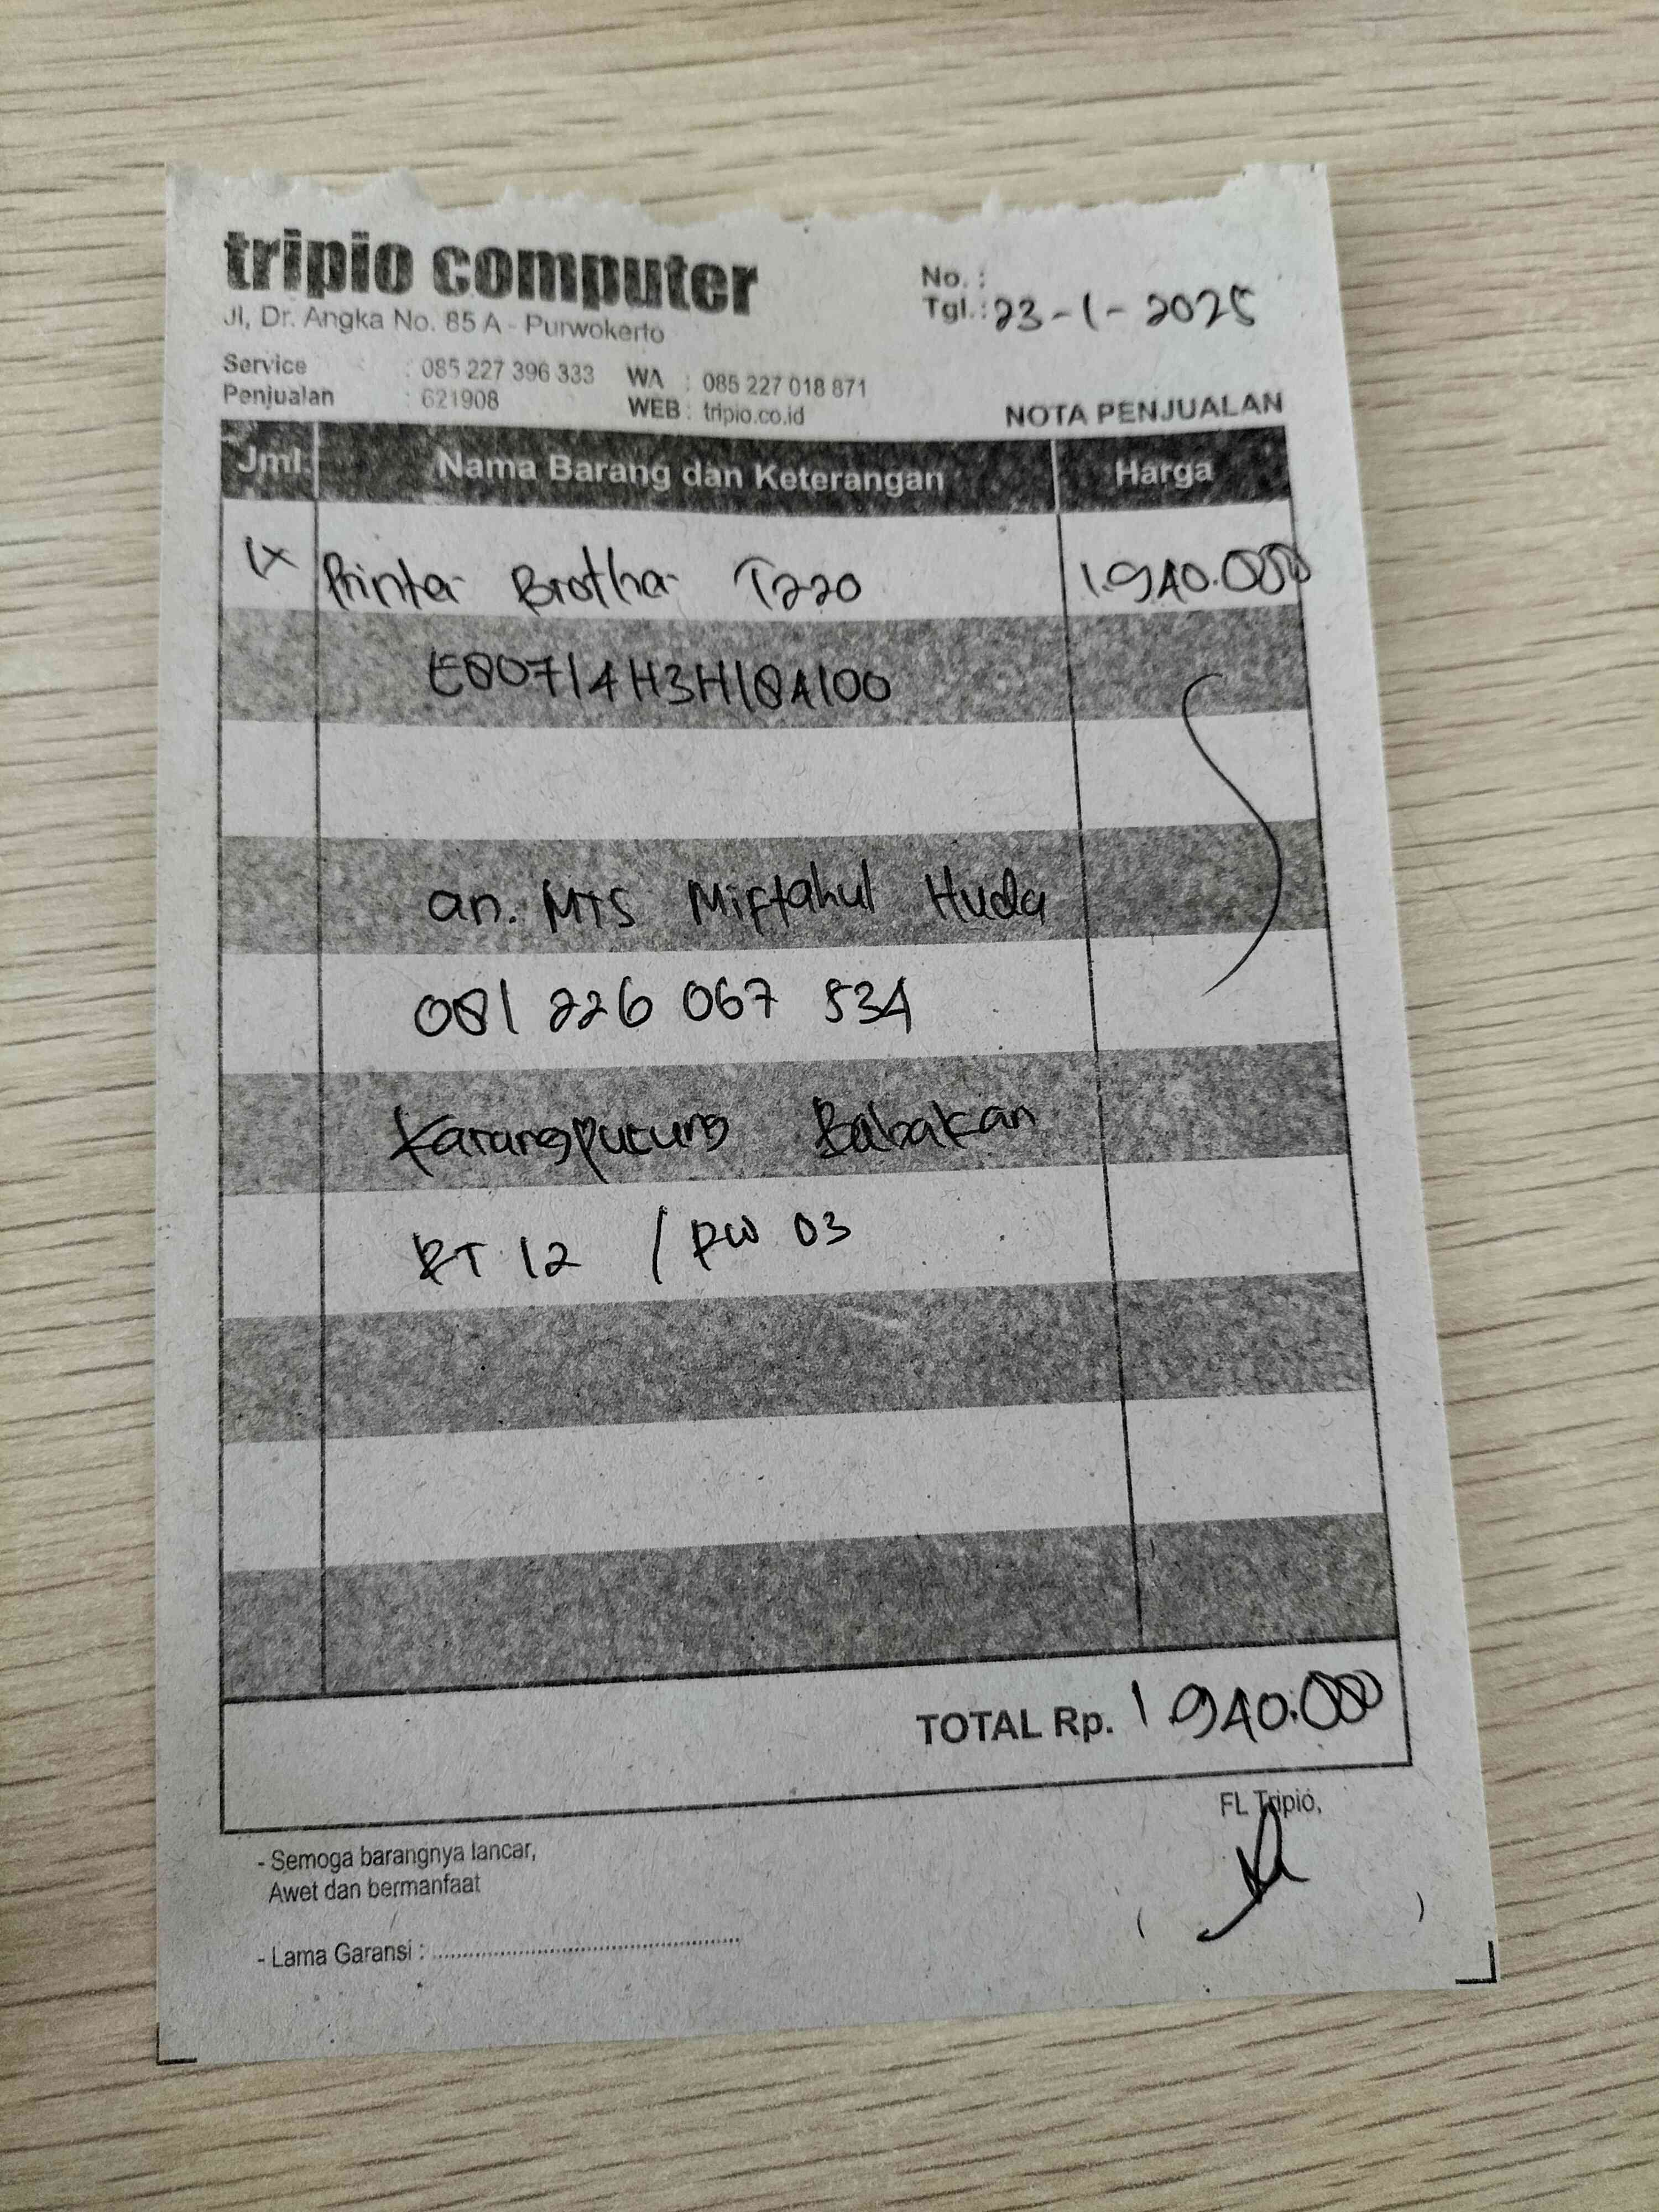 tripio computer
Jl, Dr. Angka No. 85 A - Purwokerto
No. :
Tgl. : 23-1-2025
Service : 085 227 396 333 WA : 085 227 018 871
Penjualan : 621908 WEB : tripio.co.id
NOTA PENJUALAN
Jml. Nama Barang dan Keterangan Harga
1x Printer Brother T220 1.940.000
E80714H3H18A100
an. MTS Miftahul Huda
081 226 067 534
Karangpucung Babakan
RT 12 / RW 03
TOTAL Rp. 1.940.000
FL Tripio,
- Semoga barangnya lancar,
Awet dan bermanfaat
- Lama Garansi : ........................................
( )